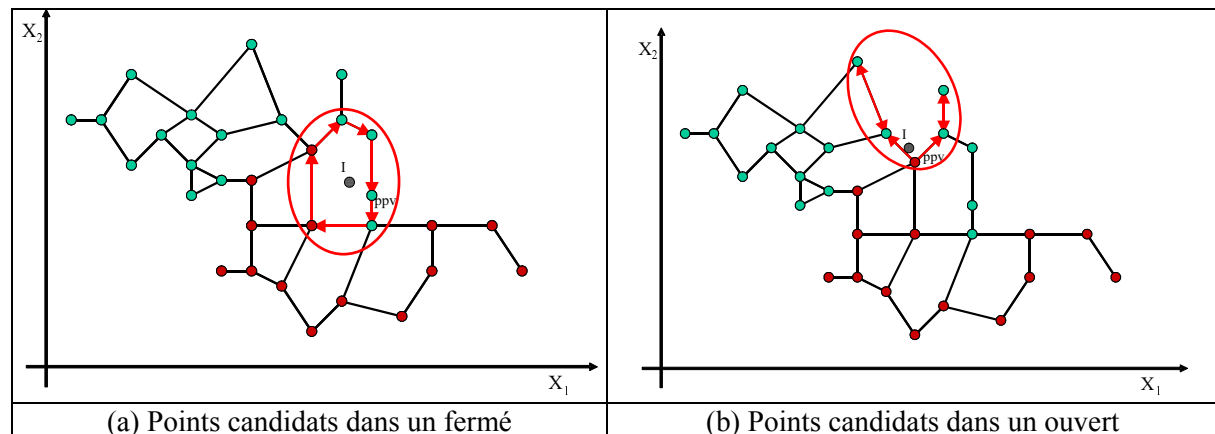 X2
I
ppv
X1
(a) Points candidats dans un fermé
X2
I
ppv
X1
(b) Points candidats dans un ouvert